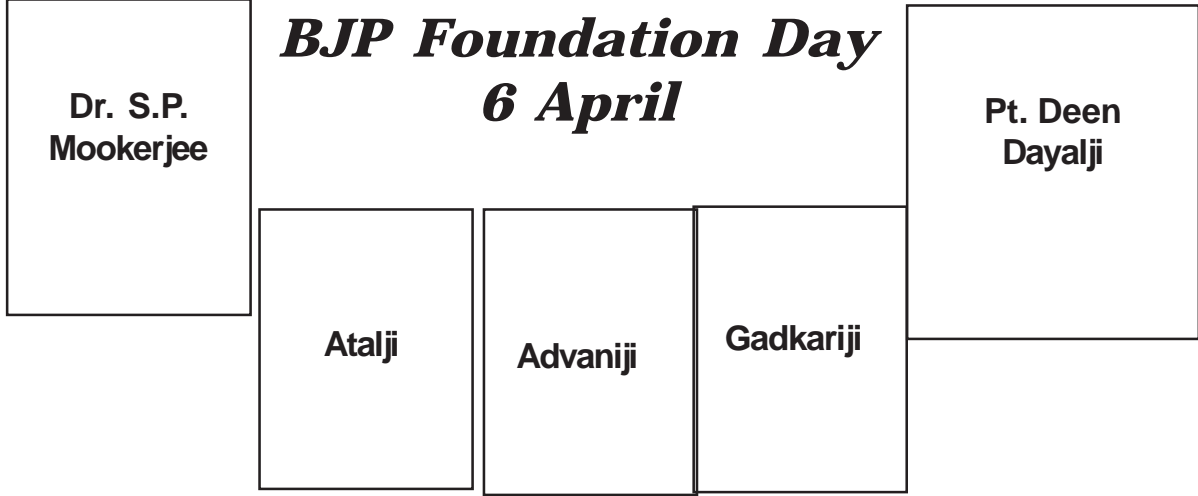 BJP Foundation Day
6 April
Dr. S.P.
Mookerjee
Pt. Deen
Dayalji
Atalji
Advaniji
Gadkariji